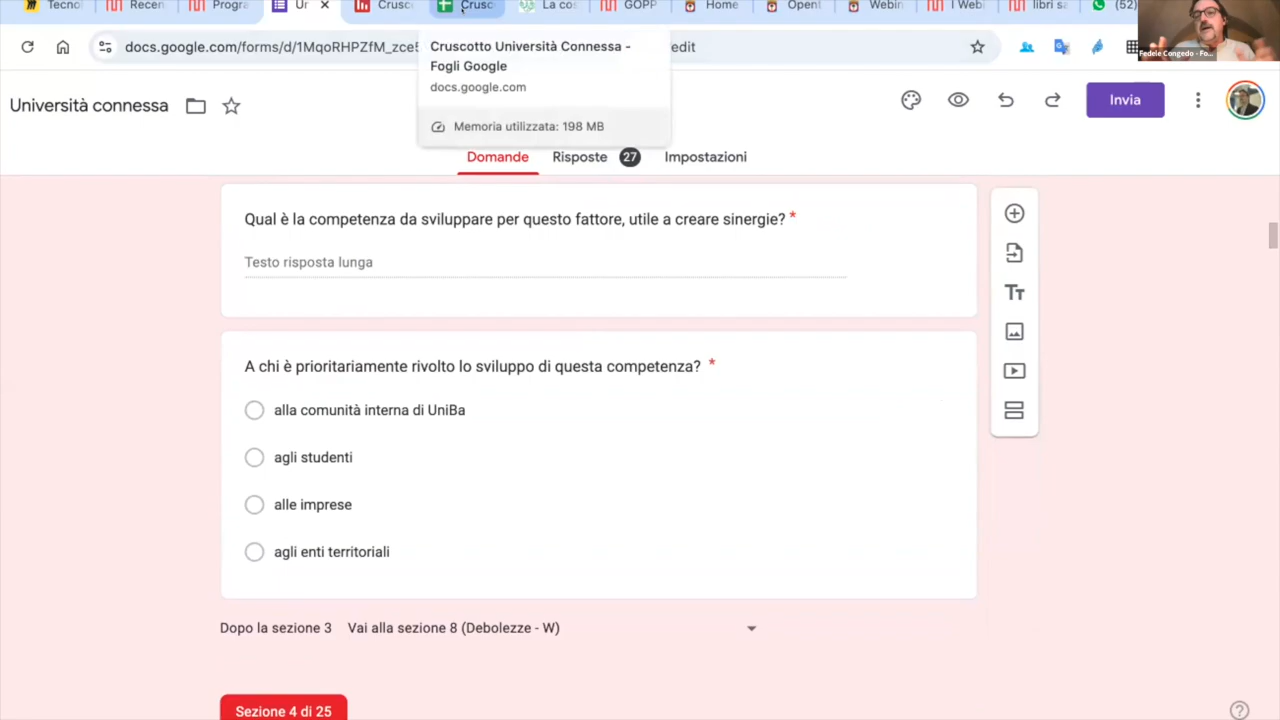 Tecno
Recen
Progra
Ur
Crusc
Crusc
La cos
GOPP
Home
Opent
Webin
I Webi
libri sa
(52)
docs.google.com/forms/d/1MqoRHPZfM_zce5
edit
Fedele Congedo - Fo...
Cruscotto Università Connessa -
Fogli Google
docs.google.com
Memoria utilizzata: 198 MB
Università connessa
Invia
Domande
Risposte 27
Impostazioni
Qual è la competenza da sviluppare per questo fattore, utile a creare sinergie? *
Testo risposta lunga
A chi è prioritariamente rivolto lo sviluppo di questa competenza? *
alla comunità interna di UniBa
agli studenti
alle imprese
agli enti territoriali
Dopo la sezione 3 Vai alla sezione 8 (Debolezze - W)
Sezione 4 di 25